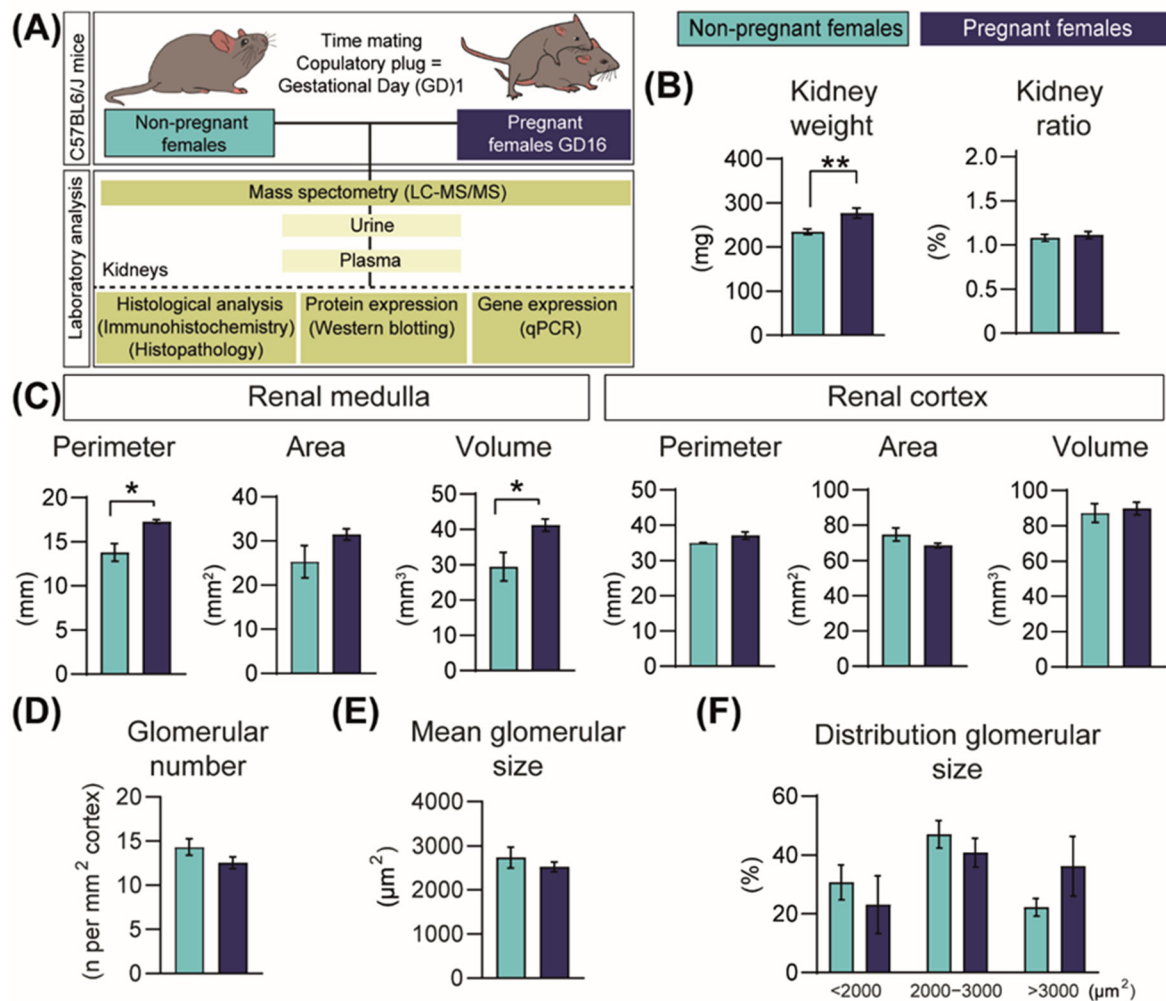 (A)
C57BL6/J mice
Time mating
Copulatory plug =
Gestational Day (GD)1
Non-pregnant
females
Pregnant
females GD16
Laboratory analysis
Mass spectometry (LC-MS/MS)
Urine
Plasma
Kidneys
Histological analysis
(Immunohistochemistry)
(Histopathology)
Protein expression
(Western blotting)
Gene expression
(qPCR)
Non-pregnant females
Pregnant females
(B)
Kidney
weight
(mg)
400
300
200
100
0
**
Kidney
ratio
(%)
2.0
1.5
1.0
0.5
0
(C)
Renal medulla
Perimeter
(mm)
20
15
10
5
0
*
Area
(mm²)
40
30
20
10
0
Volume
(mm³)
50
40
30
20
10
0
*
Renal cortex
Perimeter
(mm)
50
40
30
20
10
0
Area
(mm²)
100
80
60
40
20
0
Volume
(mm³)
100
80
60
40
20
0
(D)
Glomerular
number
(n per mm² cortex)
20
15
10
5
0
(E)
Mean glomerular
size
(µm²)
4000
3000
2000
1000
0
(F)
Distribution glomerular
size
(%)
60
40
20
0
<2000 2000−3000 >3000 (µm²)